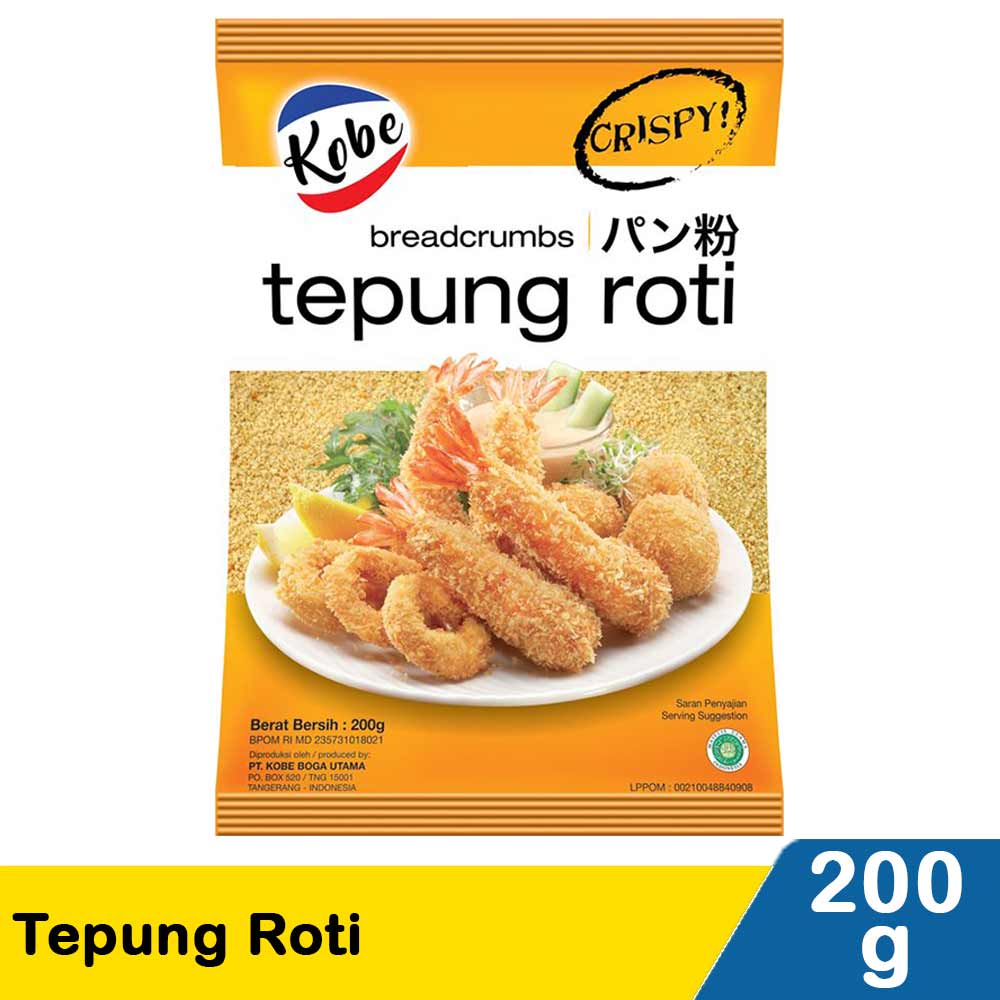 Kobe
CRISPY!
breadcrumbs | パン粉
tepung roti
Saran Penyajian
Serving Suggestion
Berat Bersih : 200g
BPOM RI MD 235731018021
Diproduksi oleh / produced by:
PT. KOBE BOGA UTAMA
PO. BOX 520 / TNG 15001
TANGERANG - INDONESIA
LPPOM : 00210048840908
Tepung Roti
200
g